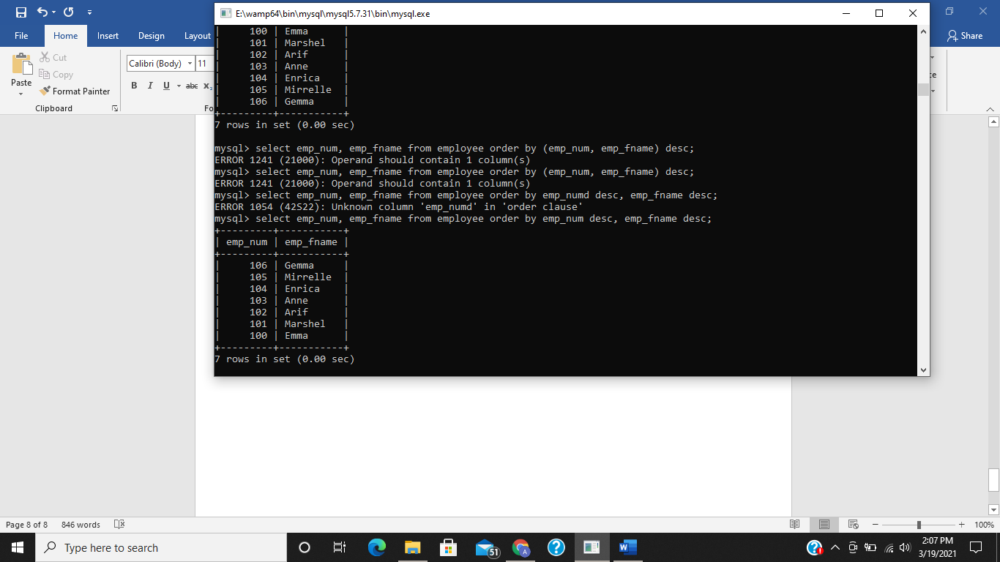 E:\wamp64\bin\mysql\mysql5.7.31\bin\mysql.exe
File Home Insert Design Layout Share
Cut
Copy
Paste
Format Painter
Clipboard
Calibri (Body) 11
B I U abc x₂
Fo
ce
| 100 | Emma |
| 101 | Marshel |
| 102 | Arif |
| 103 | Anne |
| 104 | Enrica |
| 105 | Mirrelle |
| 106 | Gemma |
+---------+-----------+
7 rows in set (0.00 sec)
mysql> select emp_num, emp_fname from employee order by (emp_num, emp_fname) desc;
ERROR 1241 (21000): Operand should contain 1 column(s)
mysql> select emp_num, emp_fname from employee order by (emp_num, emp_fname) desc;
ERROR 1241 (21000): Operand should contain 1 column(s)
mysql> select emp_num, emp_fname from employee order by emp_numd desc, emp_fname desc;
ERROR 1054 (42S22): Unknown column 'emp_numd' in 'order clause'
mysql> select emp_num, emp_fname from employee order by emp_num desc, emp_fname desc;
+---------+-----------+
| emp_num | emp_fname |
+---------+-----------+
| 106 | Gemma |
| 105 | Mirrelle |
| 104 | Enrica |
| 103 | Anne |
| 102 | Arif |
| 101 | Marshel |
| 100 | Emma |
+---------+-----------+
7 rows in set (0.00 sec)
Page 8 of 8 846 words 100%
Type here to search
51
A
2:07 PM
3/19/2021